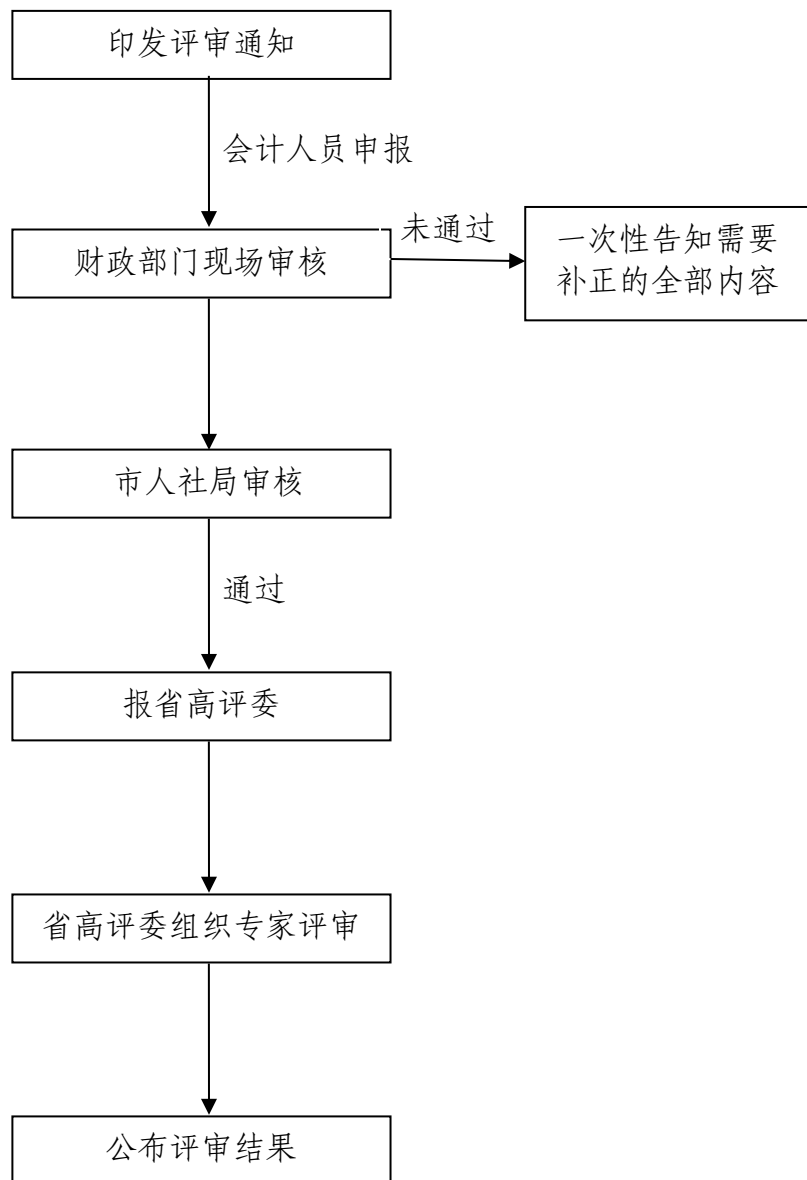 印发评审通知
会计人员申报
财政部门现场审核
未通过
一次性告知需要
补正的全部内容
市人社局审核
通过
报省高评委
省高评委组织专家评审
公布评审结果